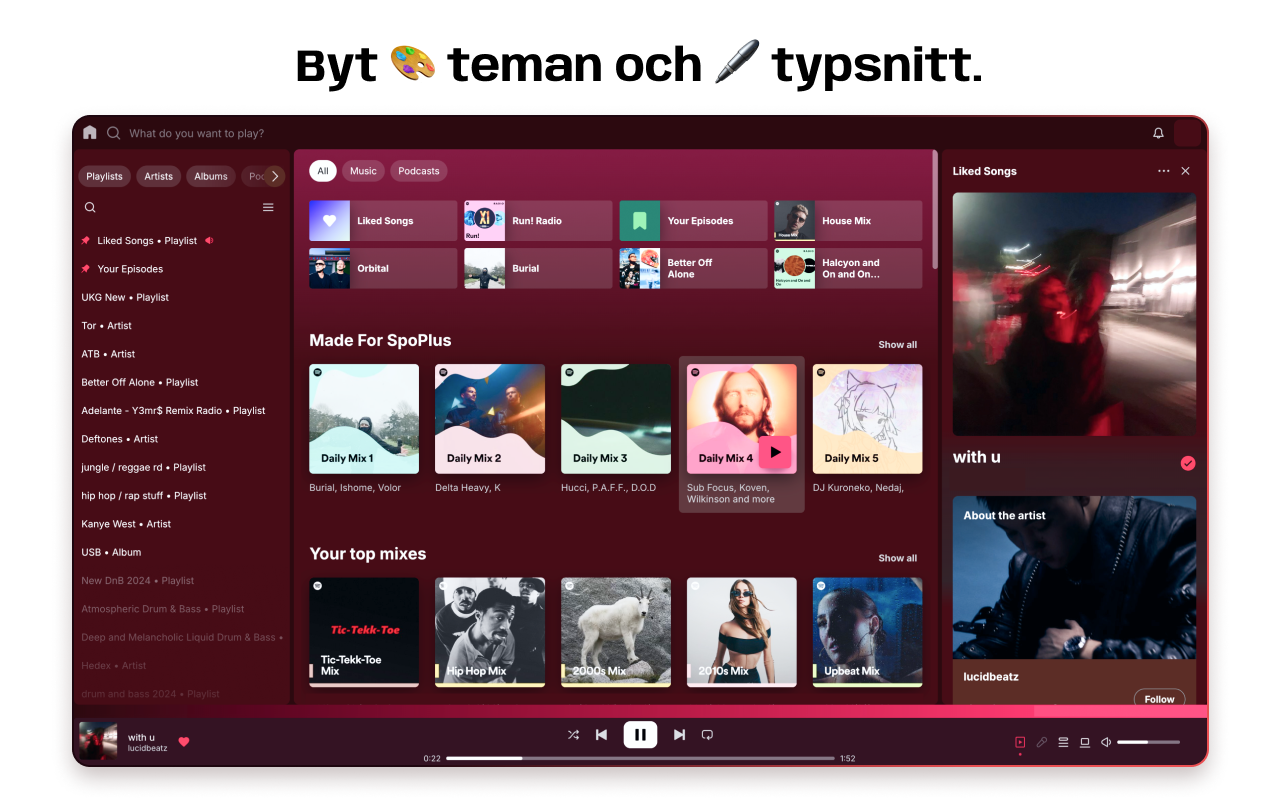 Byt 🎨 teman och 🖋 typsnitt.
What do you want to play?
Playlists
Artists
Albums
Liked Songs • Playlist
Your Episodes
UKG New • Playlist
Tor • Artist
ATB • Artist
Better Off Alone • Playlist
Adelante - Y3mr$ Remix Radio • Playlist
Deftones • Artist
jungle / reggae rd • Playlist
hip hop / rap stuff • Playlist
Kanye West • Artist
USB • Album
New DnB 2024 • Playlist
Atmospheric Drum & Bass • Playlist
Deep and Melancholic Liquid Drum & Bass •
Hedex • Artist
drum and bass 2024 • Playlist
All
Music
Podcasts
Liked Songs
Run!
Run! Radio
Your Episodes
House Mix
House Mix
Orbital
Burial
Better Off
Alone
Halcyon and On and On
Halcyon and
On and On...
Made For SpoPlus
Show all
Daily Mix 1
Daily Mix 2
Daily Mix 3
Daily Mix 4
Daily Mix 5
Burial, Ishome, Volor
Delta Heavy, K
Hucci, P.A.F.F., D.O.D
Sub Focus, Koven,
Wilkinson and more
DJ Kuroneko, Nedaj,
Your top mixes
Show all
Tic-Tekk-Toe
Tic-Tekk-Toe
Mix
Hip Hop Mix
2000s Mix
2010s Mix
Upbeat Mix
Liked Songs
with u
About the artist
lucidbeatz
Follow
with u
lucidbeatz
0:22
1:52